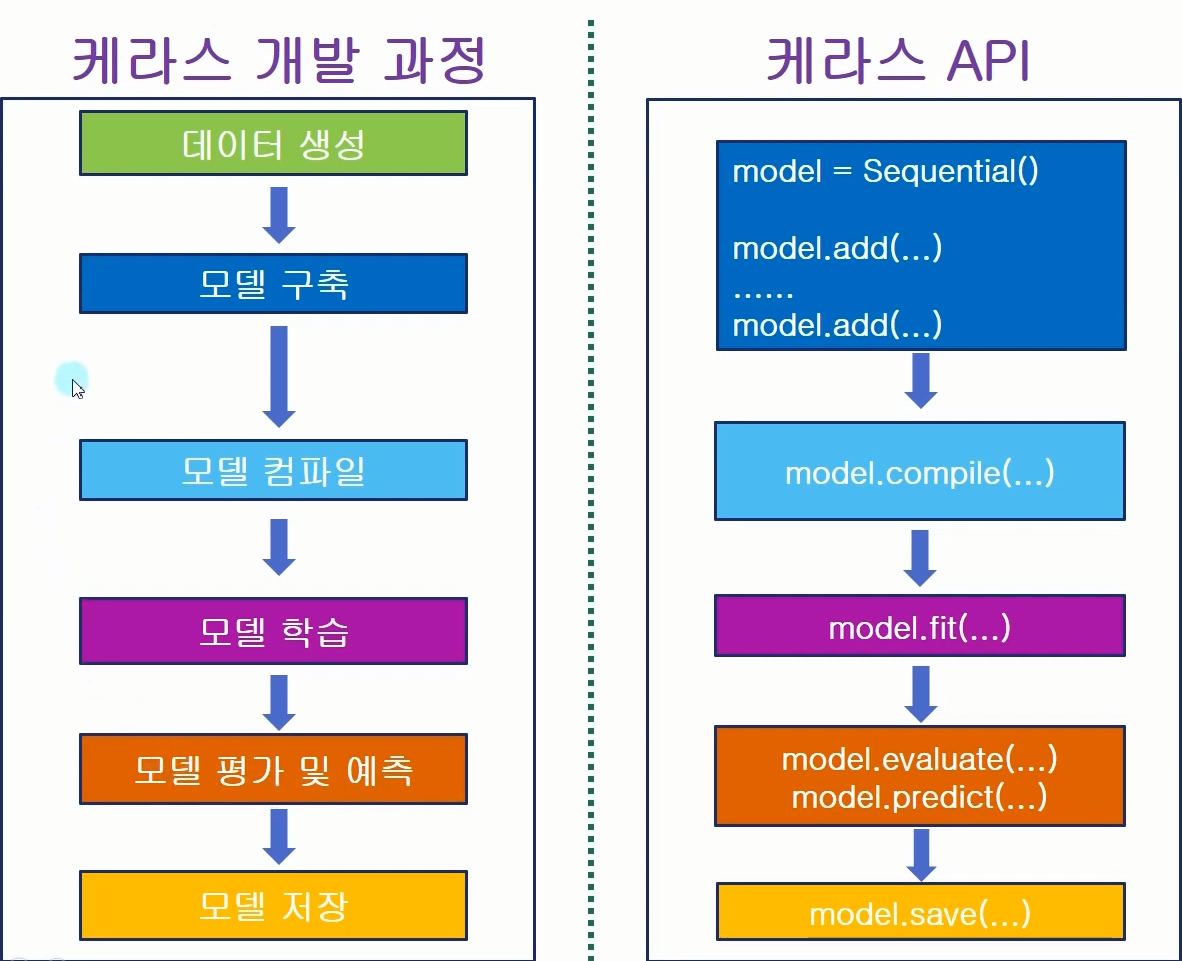 케라스 개발 과정
데이터 생성
모델 구축
모델 컴파일
모델 학습
모델 평가 및 예측
모델 저장
케라스 API
model = Sequential()
model.add(...)
......
model.add(...)
model.compile(...)
model.fit(...)
model.evaluate(...)
model.predict(...)
model.save(...)